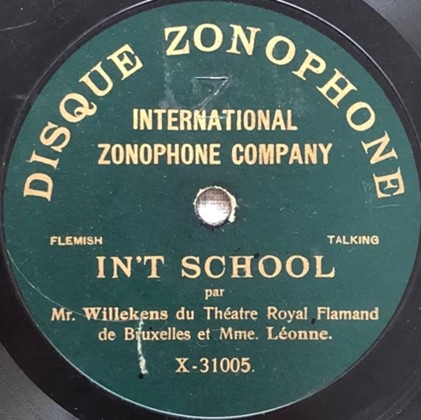 DISQUE ZONOPHONE
INTERNATIONAL
ZONOPHONE COMPANY
FLEMISH TALKING
IN'T SCHOOL
par
Mr. Willekens du Théatre Royal Flamand
de Bruxelles et Mme. Léonne.
X-31005.